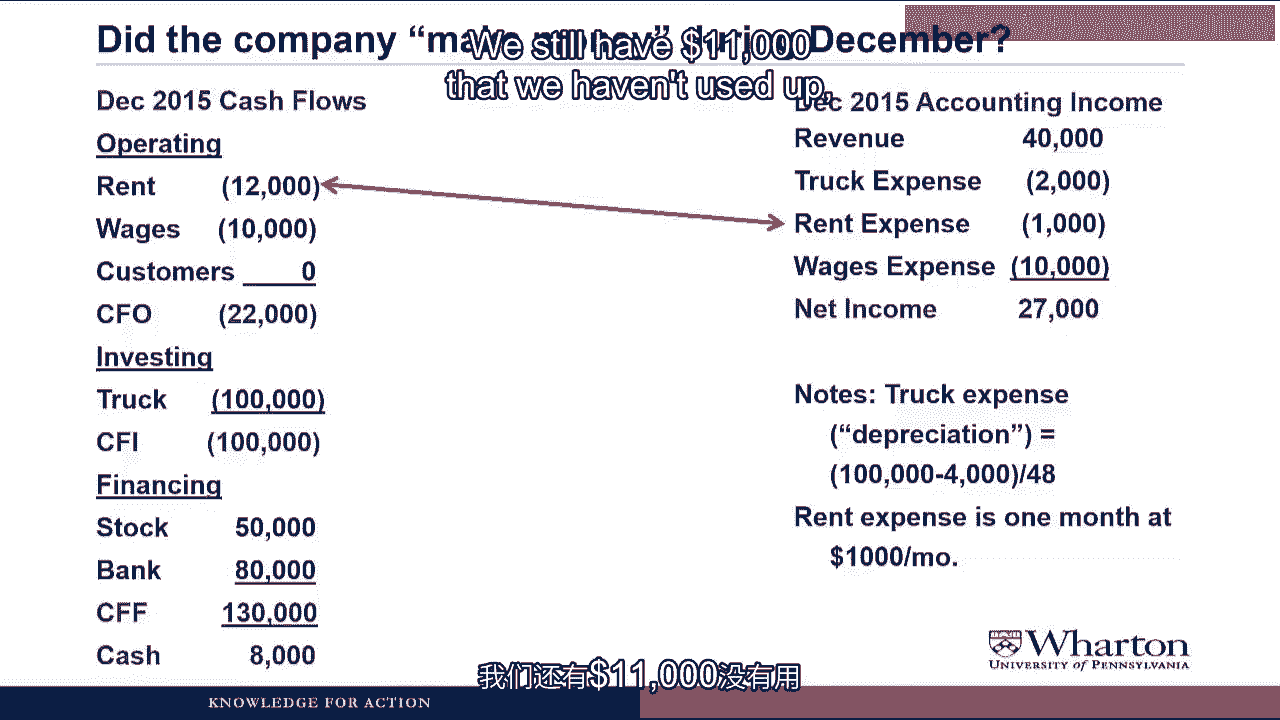 Did the company “make money” during December?
We still have $11,000
that we haven't used up,
Dec 2015 Cash Flows
Operating
Rent (12,000)
Wages (10,000)
Customers 0
CFO (22,000)
Investing
Truck (100,000)
CFI (100,000)
Financing
Stock 50,000
Bank 80,000
CFF 130,000
Cash 8,000
Dec 2015 Accounting Income
Revenue 40,000
Truck Expense (2,000)
Rent Expense (1,000)
Wages Expense (10,000)
Net Income 27,000
Notes: Truck expense
(“depreciation”) =
(100,000-4,000)/48
Rent expense is one month at
$1000/mo.
Wharton
UNIVERSITY of PENNSYLVANIA
我们还有$11,000没有用
KNOWLEDGE FOR ACTION